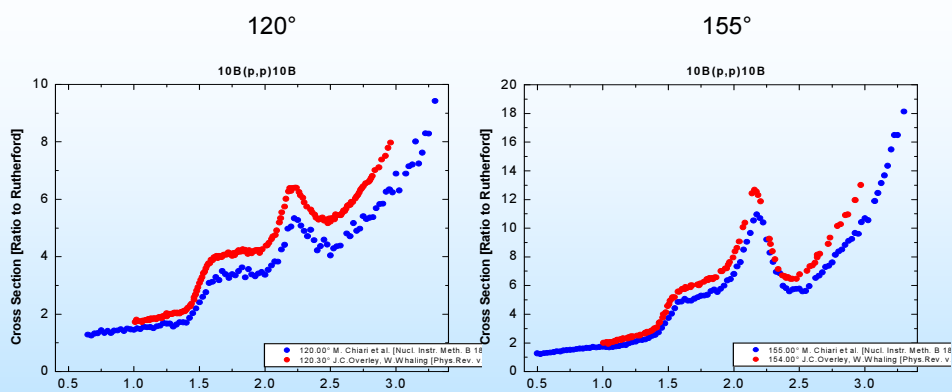 120°
155°
10B(p,p)10B
10
8
6
4
2
0
Cross Section [Ratio to Rutherford]
120.00° M. Chiari et al. [Nucl. Instr. Meth. B 18
120.30° J.C.Overley, W.Whaling [Phys.Rev. v
0.5 1.0 1.5 2.0 2.5 3.0
10B(p,p)10B
20
18
16
14
12
10
8
6
4
2
0
Cross Section [Ratio to Rutherford]
155.00° M. Chiari et al. [Nucl. Instr. Meth. B 18
154.00° J.C.Overley, W.Whaling [Phys.Rev. v
0.5 1.0 1.5 2.0 2.5 3.0